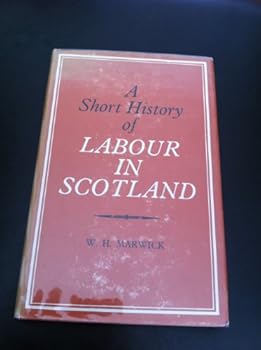 A
Short History
of
LABOUR
IN
SCOTLAND
W. H. MARWICK